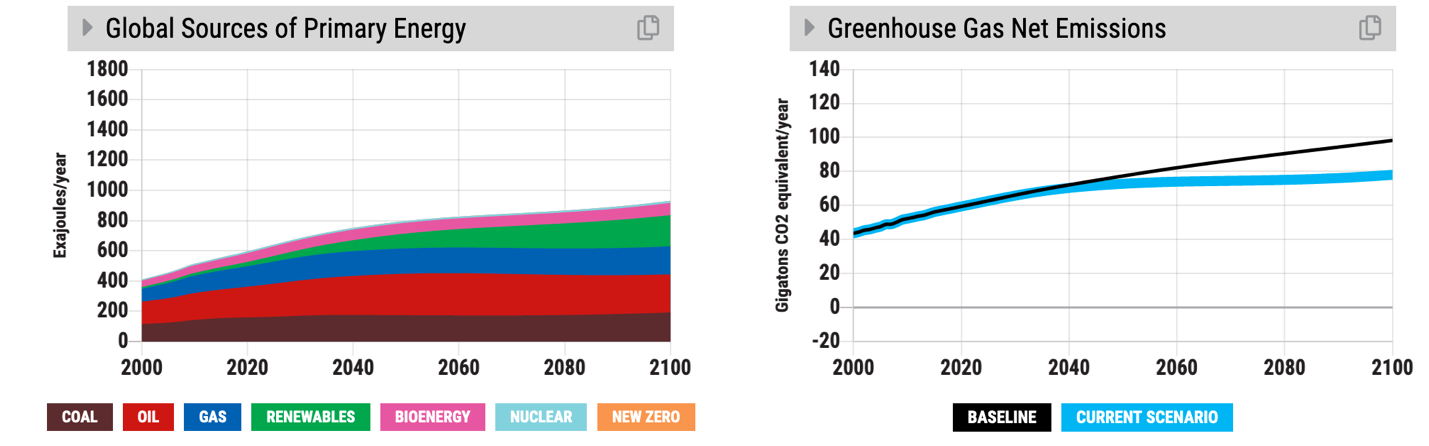 Global Sources of Primary Energy
Exajoules/year
1800
1600
1400
1200
1000
800
600
400
200
0
2000 2020 2040 2060 2080 2100
COAL OIL GAS RENEWABLES BIOENERGY NUCLEAR NEW ZERO
Greenhouse Gas Net Emissions
Gigatons CO2 equivalent/year
140
120
100
80
60
40
20
0
-20
2000 2020 2040 2060 2080 2100
BASELINE CURRENT SCENARIO